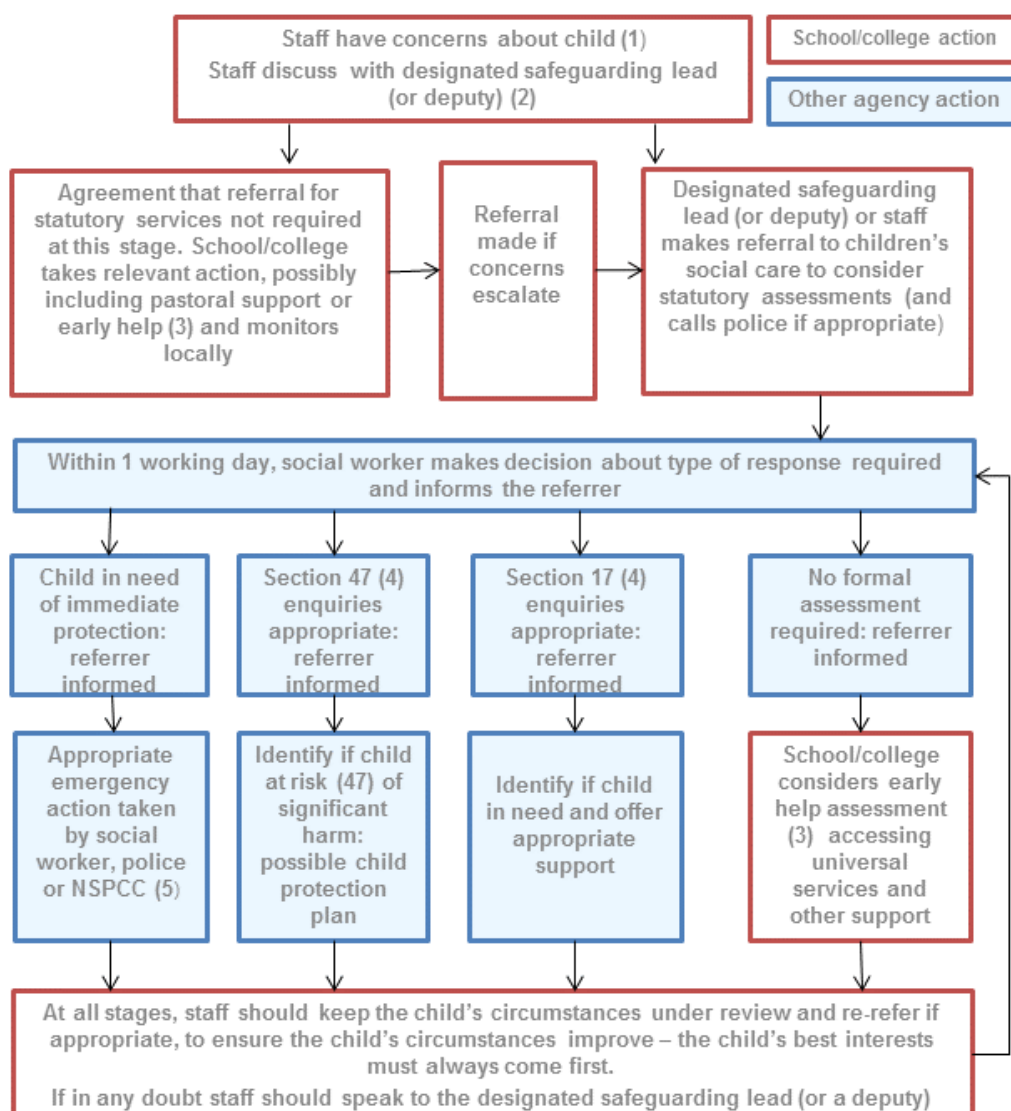 Staff have concerns about child (1)
Staff discuss with designated safeguarding lead
(or deputy) (2)
School/college action
Other agency action
Agreement that referral for
statutory services not required
at this stage. School/college
takes relevant action, possibly
including pastoral support or
early help (3) and monitors
locally
Referral
made if
concerns
escalate
Designated safeguarding
lead (or deputy) or staff
makes referral to children's
social care to consider
statutory assessments (and
calls police if appropriate)
Within 1 working day, social worker makes decision about type of response required
and informs the referrer
Child in need
of immediate
protection:
referrer
informed
Section 47 (4)
enquiries
appropriate:
referrer
informed
Section 17 (4)
enquiries
appropriate:
referrer
informed
No formal
assessment
required: referrer
informed
Appropriate
emergency
action taken
by social
worker, police
or NSPCC (5)
Identify if child
at risk (47) of
significant
harm:
possible child
protection
plan
Identify if child
in need and offer
appropriate
support
School/college
considers early
help assessment
(3) accessing
universal
services and
other support
At all stages, staff should keep the child's circumstances under review and re-refer if
appropriate, to ensure the child's circumstances improve – the child's best interests
must always come first.
If in any doubt staff should speak to the designated safeguarding lead (or a deputy)